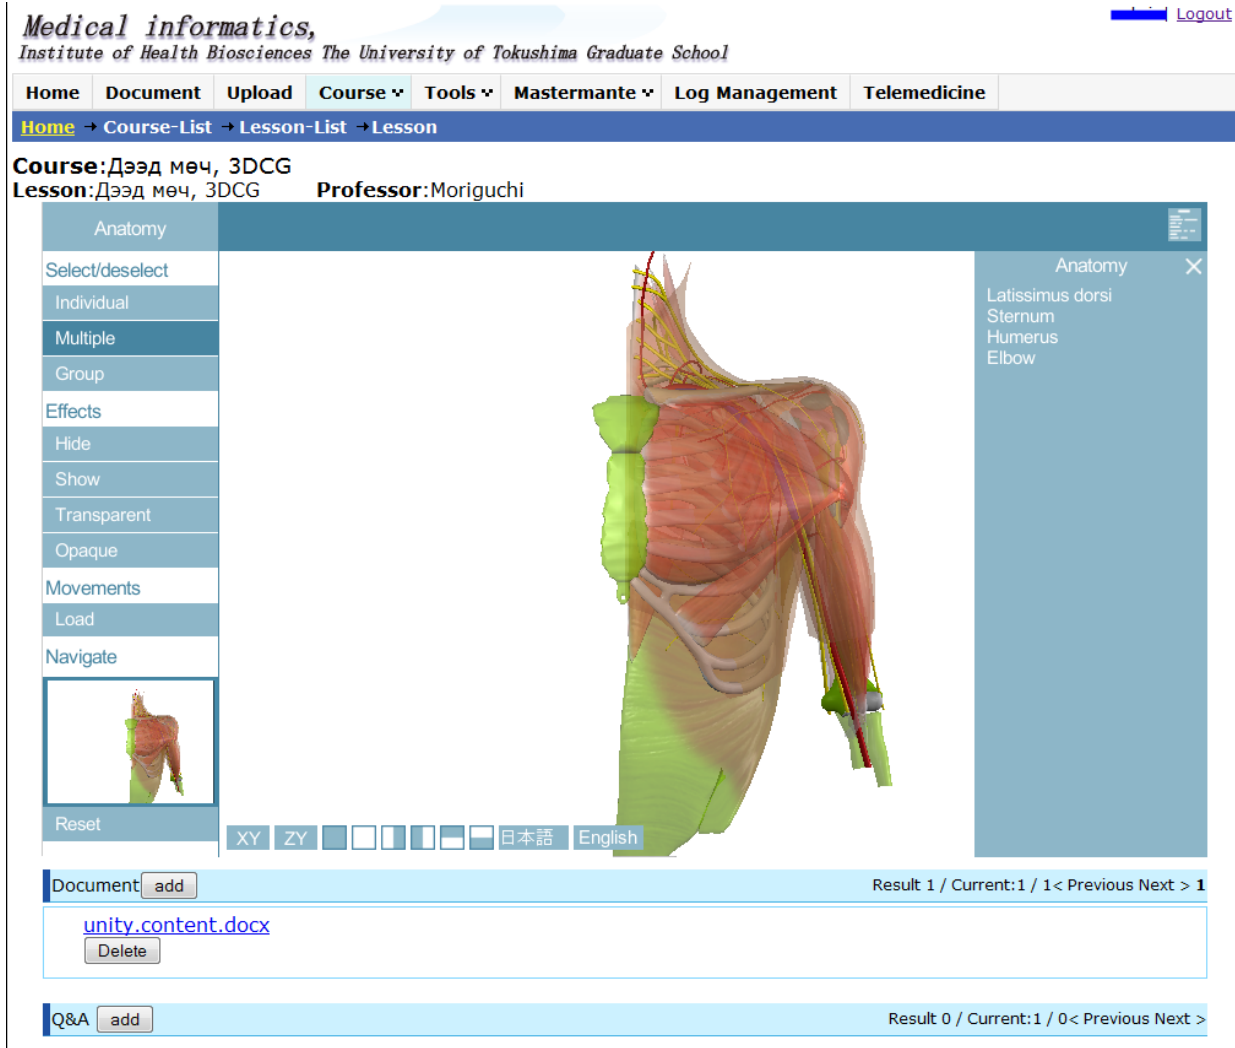 Logout
Medical informatics,
Institute of Health Biosciences The University of Tokushima Graduate School
Home Document Upload Course Tools Mastermante Log Management Telemedicine
Home → Course-List → Lesson-List → Lesson
Course:Дээд мөч, 3DCG
Lesson:Дээд мөч, 3DCG Professor:Moriguchi
Anatomy
Select/deselect
Individual
Multiple
Group
Effects
Hide
Show
Transparent
Opaque
Movements
Load
Navigate
Reset
XY ZY 日本語 English
Anatomy
Latissimus dorsi
Sternum
Humerus
Elbow
Document add Result 1 / Current:1 / 1< Previous Next > 1
unity.content.docx
Delete
Q&A add Result 0 / Current:1 / 0< Previous Next >